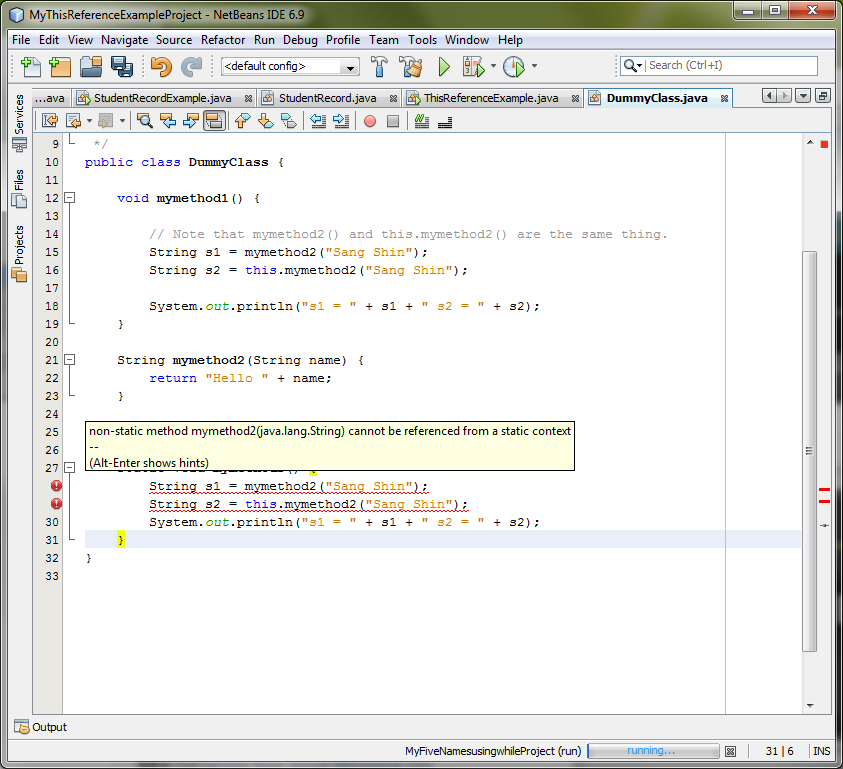 MyThisReferenceExampleProject - NetBeans IDE 6.9
File Edit View Navigate Source Refactor Run Debug Profile Team Tools Window Help
<default config>
Search (Ctrl+I)
...ava StudentRecordExample.java StudentRecord.java ThisReferenceExample.java DummyClass.java
Services
Files
Projects
9 */
10 public class DummyClass {
11
12 void mymethod1() {
13
14 // Note that mymethod2() and this.mymethod2() are the same thing.
15 String s1 = mymethod2("Sang Shin");
16 String s2 = this.mymethod2("Sang Shin");
17
18 System.out.println("s1 = " + s1 + " s2 = " + s2);
19 }
20
21 String mymethod2(String name) {
22 return "Hello " + name;
23 }
24
25
26
non-static method mymethod2(java.lang.String) cannot be referenced from a static context
--
(Alt-Enter shows hints)
27
String s1 = mymethod2("Sang Shin");
String s2 = this.mymethod2("Sang Shin");
30 System.out.println("s1 = " + s1 + " s2 = " + s2);
31 }
32 }
33
Output
MyFiveNamesusingwhileProject (run) running... 31 | 6 INS